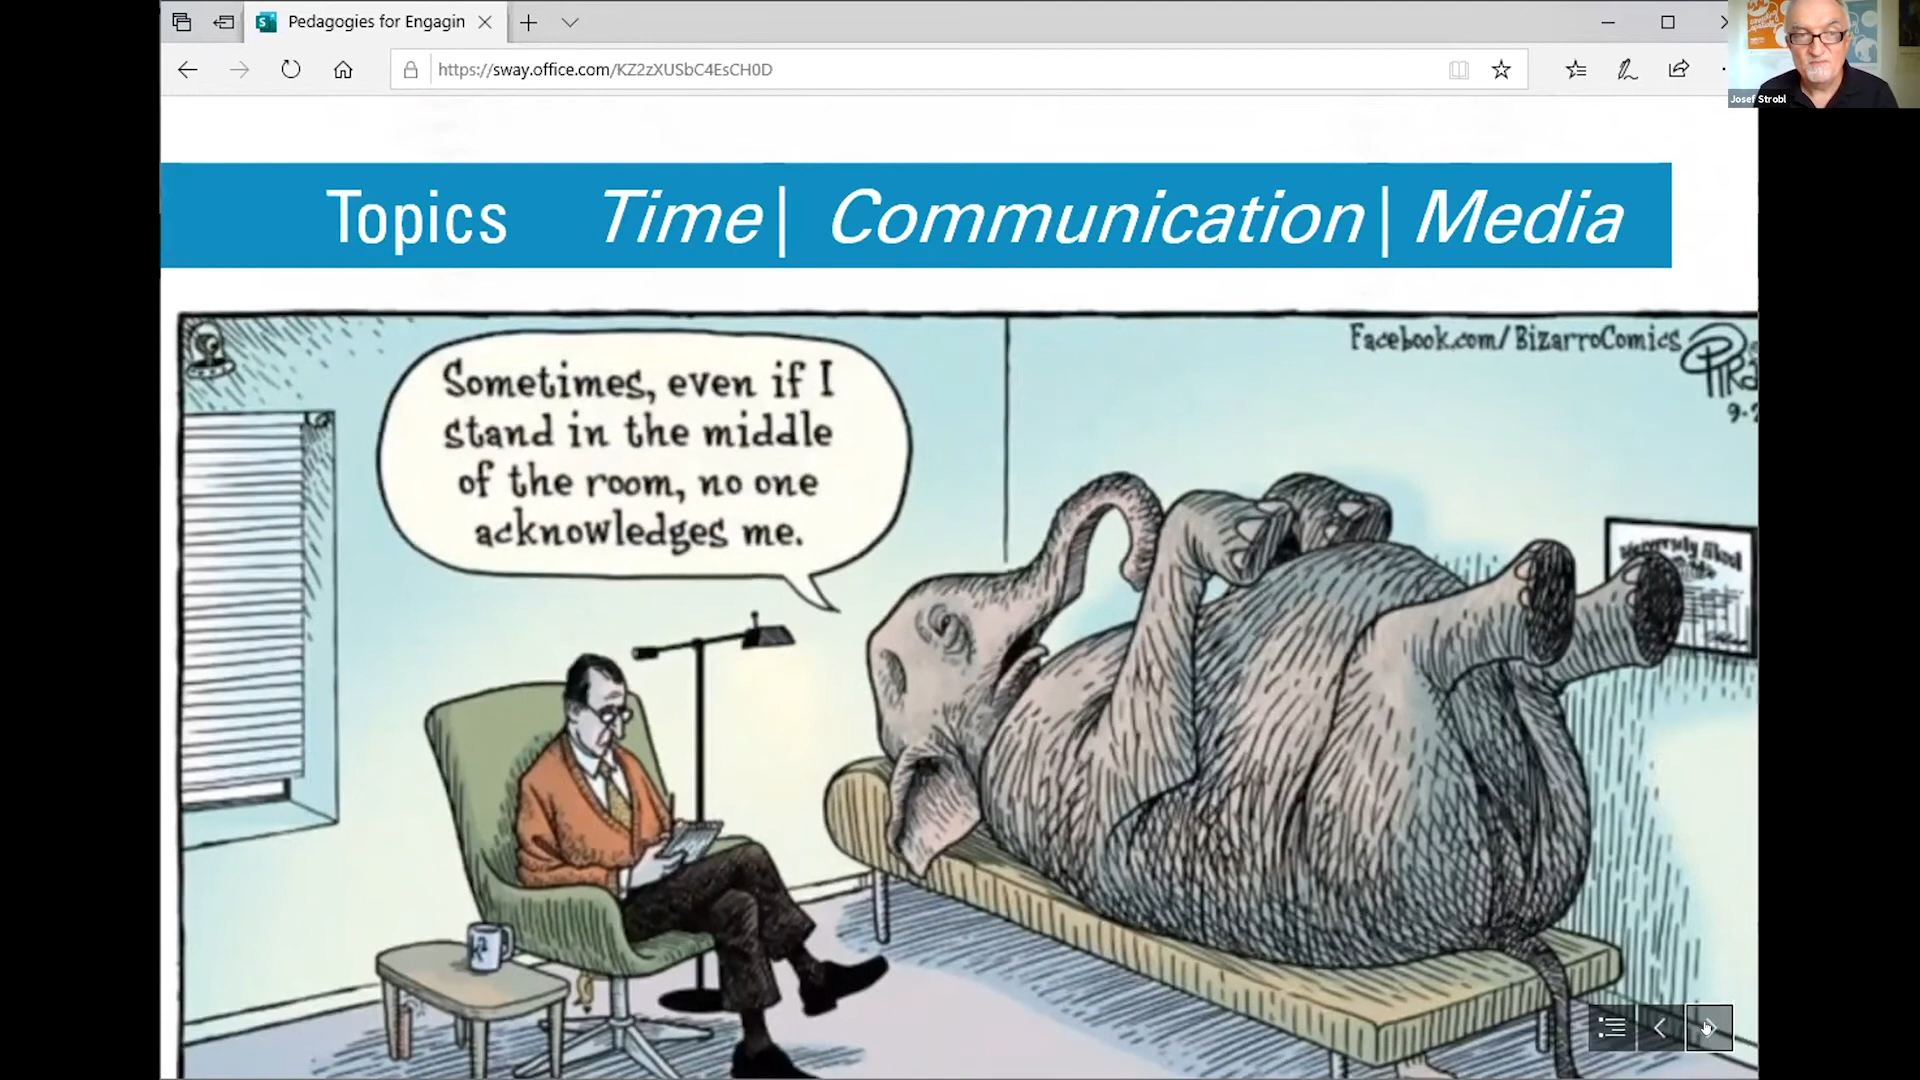 Pedagogies for Engagin
https://sway.office.com/KZ2zXUSbC4EsCH0D
Josef Strobl
Topics Time | Communication | Media
Facebook.com/BizarroComics
Sometimes, even if I
stand in the middle
of the room, no one
acknowledges me.